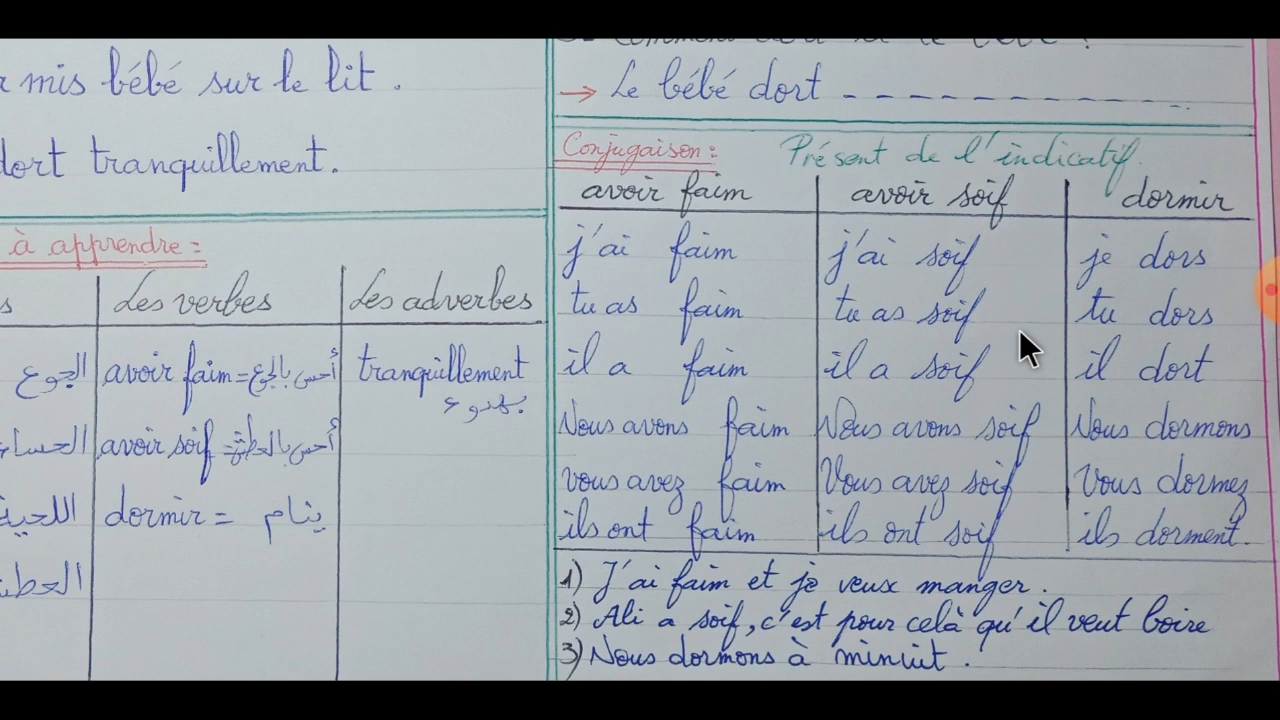 mis bébé sur le lit.
dort tranquillement.
à apprendre:
Les verbes
Les adverbes
الجوع
avoir faim = أحس بالجوع
tranquillement
بهدوء
avoir soif = أحس بالعطش
dormir = ينام
→ Le bébé dort - - - - - - - - - - -
Conjugaison: Présent de l'indicatif.
avoir faim avoir soif dormir
j'ai faim j'ai soif je dors
tu as faim tu as soif tu dors
il a faim il a soif il dort
Nous avons faim Nous avons soif Nous dormons
vous avez faim Vous avez soif Vous dormez
ils ont faim ils ont soif ils dorment.
1) J'ai faim et je veux manger.
2) Ali a soif, c'est pour celà qu'il veut boire
3) Nous dormons à minuit.